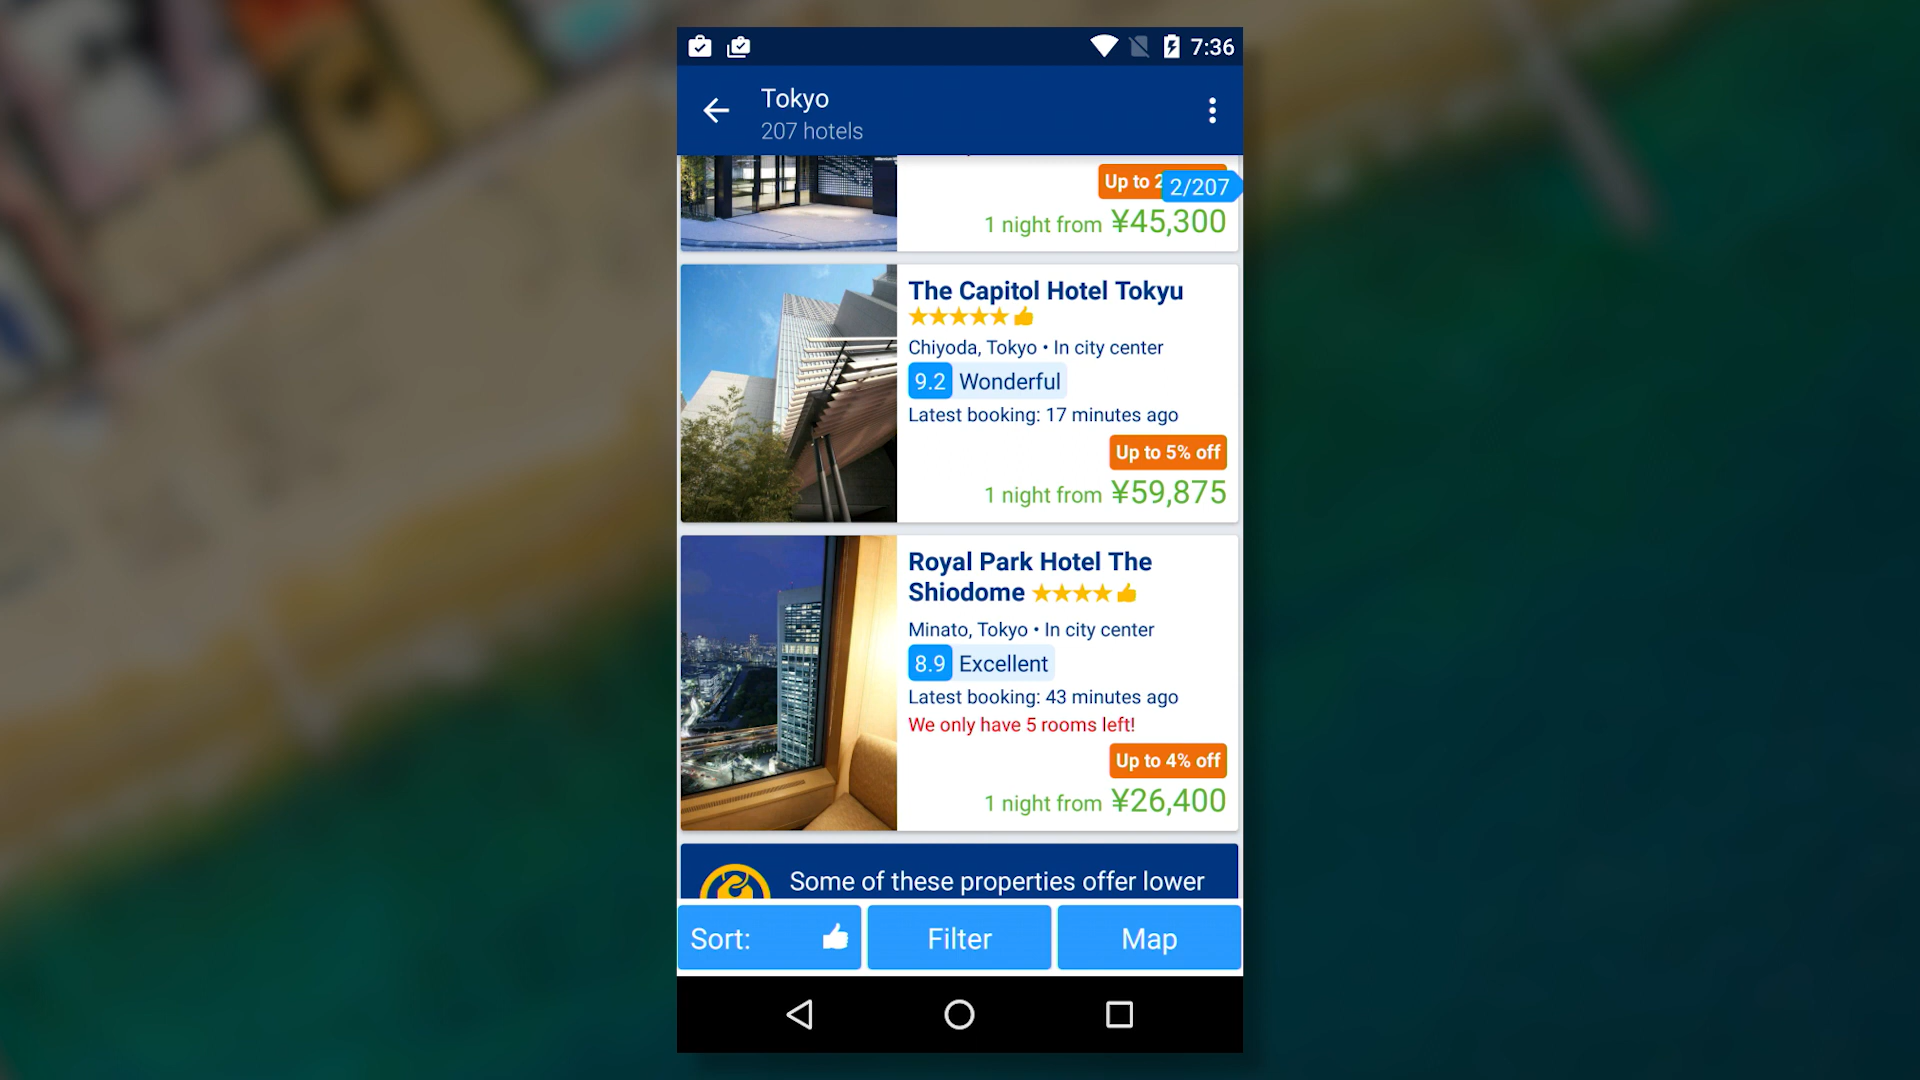 7:36
Tokyo
207 hotels
Up to
2/207
1 night from ¥45,300
The Capitol Hotel Tokyu
Chiyoda, Tokyo • In city center
9.2 Wonderful
Latest booking: 17 minutes ago
Up to 5% off
1 night from ¥59,875
Royal Park Hotel The
Shiodome
Minato, Tokyo • In city center
8.9 Excellent
Latest booking: 43 minutes ago
We only have 5 rooms left!
Up to 4% off
1 night from ¥26,400
Some of these properties offer lower
Sort:
Filter
Map